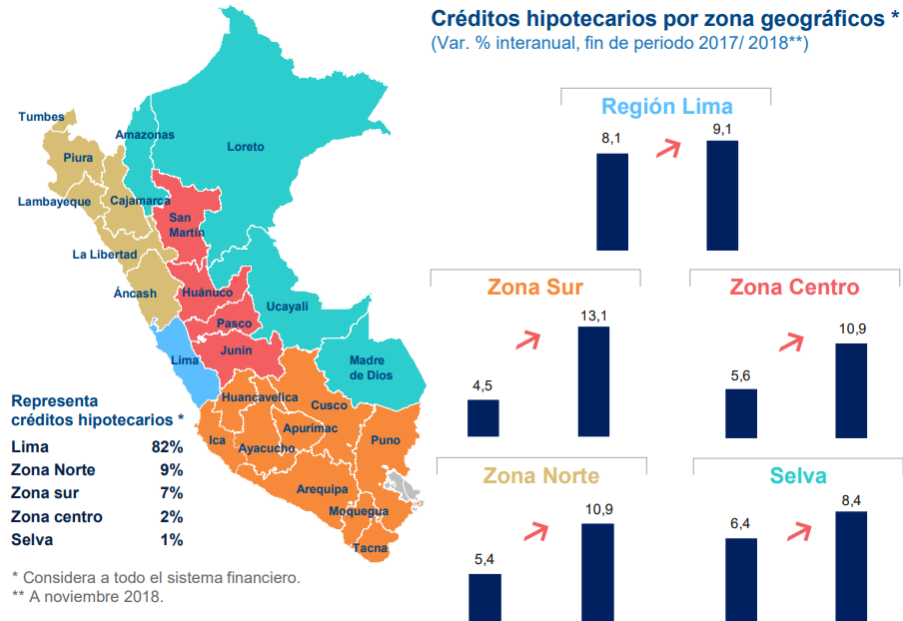 Créditos hipotecarios por zona geográficos *
(Var. % interanual, fin de periodo 2017/ 2018**)
Tumbes
Piura
Lambayeque
Amazonas
Cajamarca
Loreto
San
Martín
La Libertad
Áncash
Huánuco
Pasco
Junín
Ucayali
Lima
Madre
de Dios
Huancavelica
Cusco
Ica
Apurimac
Ayacucho
Puno
Arequipa
Moquegua
Tacna
Representa
créditos hipotecarios *
Lima 82%
Zona Norte 9%
Zona sur 7%
Zona centro 2%
Selva 1%
* Considera a todo el sistema financiero.
** A noviembre 2018.
Región Lima
8,1 9,1
Zona Sur
4,5 13,1
Zona Centro
5,6 10,9
Zona Norte
5,4 10,9
Selva
6,4 8,4